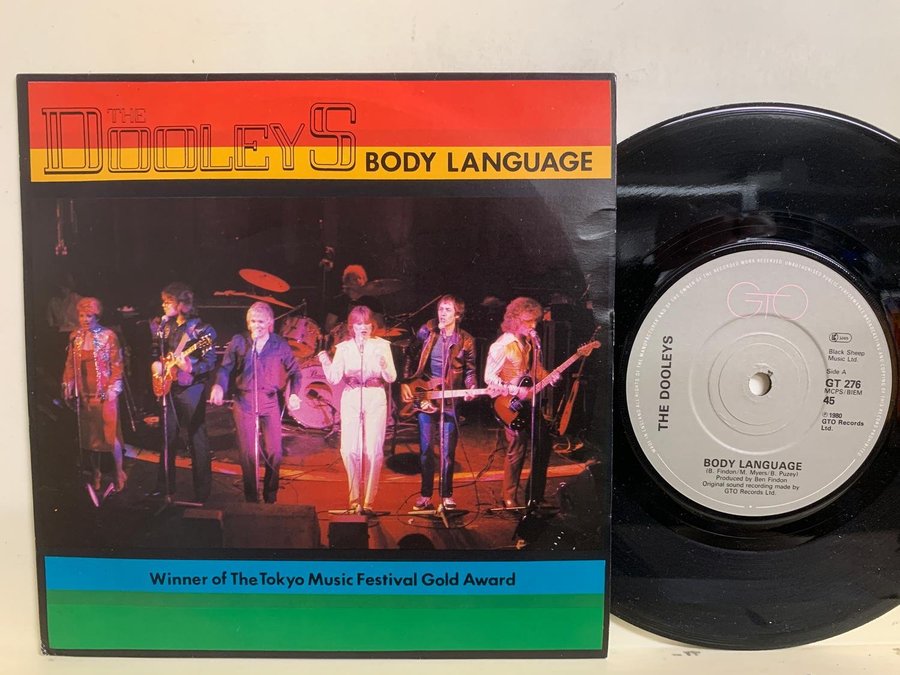 THE
DOOLEYS
BODY LANGUAGE
Winner of The Tokyo Music Festival Gold Award
GTO
THE DOOLEYS
Black Sheep
Music Ltd.
Side A
GT 276
MCPS/BIEM
45
℗ 1980
GTO Records
Ltd.
BODY LANGUAGE
(B. Findon/M. Myers/B. Puzey)
Produced by Ben Findon
Original sound recording made by
GTO Records Ltd.